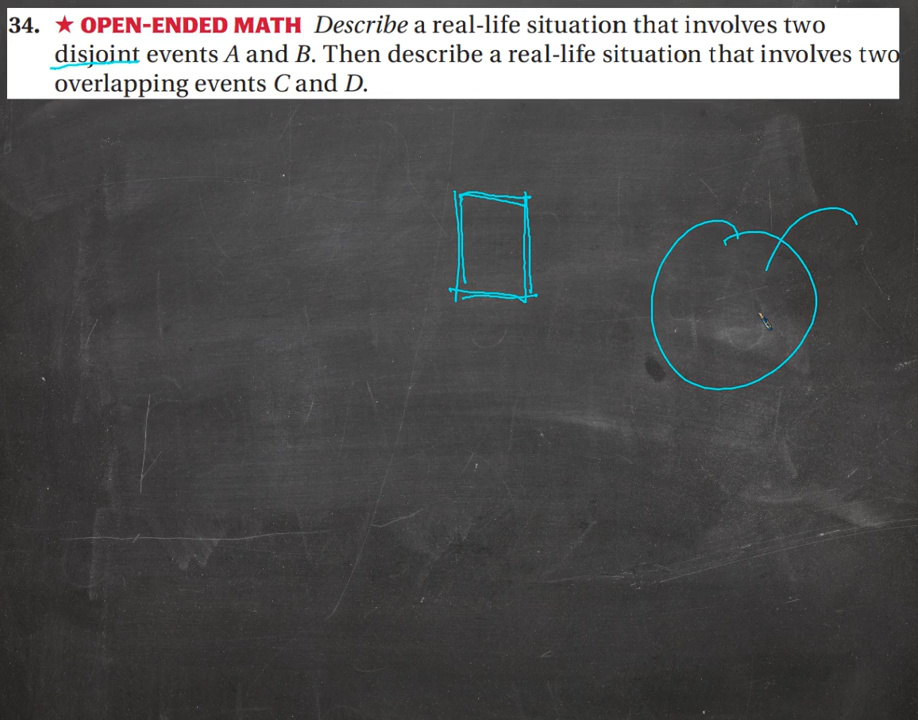 34. ★ OPEN-ENDED MATH Describe a real-life situation that involves two
disjoint events A and B. Then describe a real-life situation that involves two
overlapping events C and D.